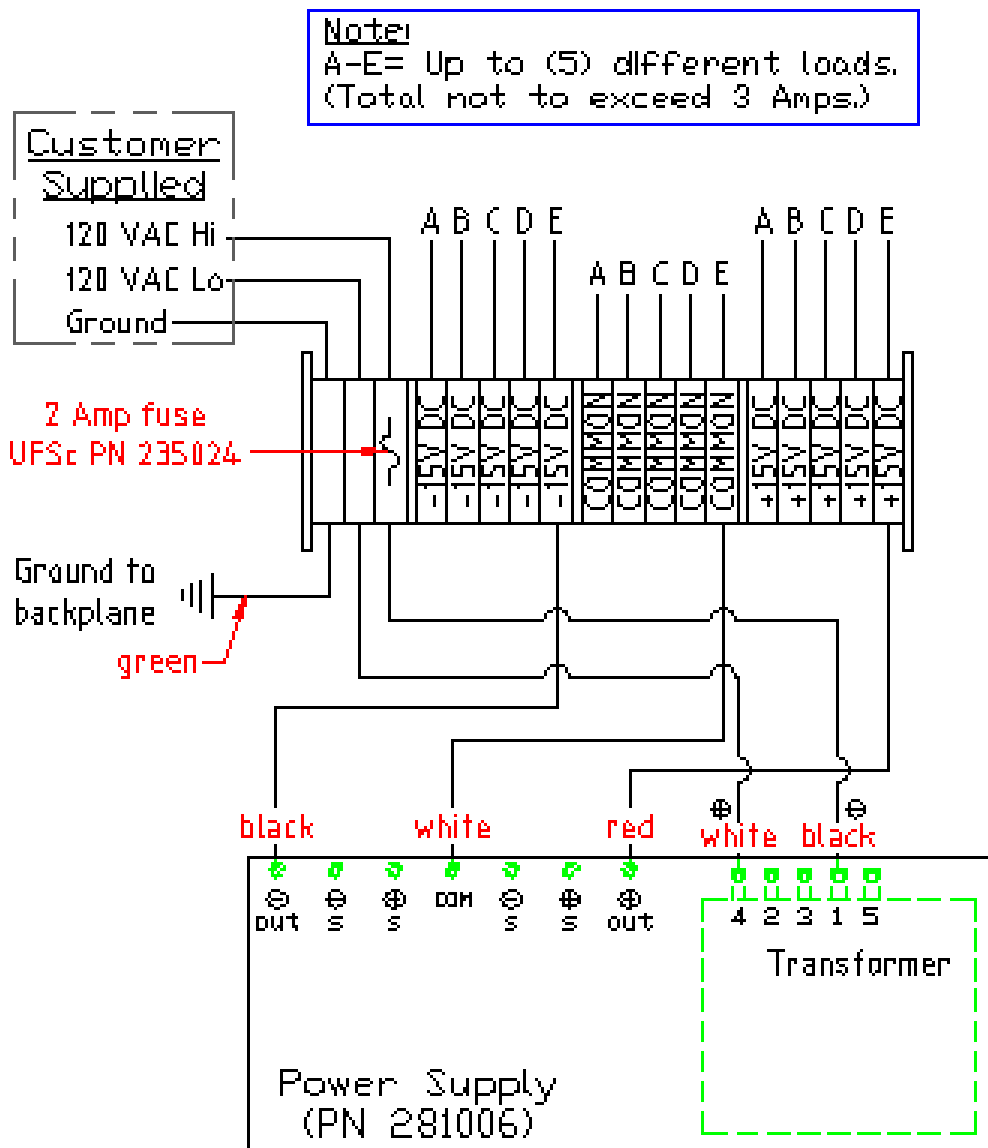 Note:
A-E= Up to (5) different loads.
(Total not to exceed 3 Amps.)
Customer
Supplied
120 VAC Hi
120 VAC Lo
Ground
A B C D E
A B C D E
A B C D E
2 Amp fuse
UFSc PN 235024
-15V DC
-15V DC
-15V DC
-15V DC
-15V DC
COMMON
COMMON
COMMON
COMMON
COMMON
+15V DC
+15V DC
+15V DC
+15V DC
+15V DC
Ground to
backplane
green
black
white
red
⊕
⊖
white
black
⊖ ⊖ ⊕ COM ⊖ ⊕ ⊕
out S S S S out
4 2 3 1 5
Transformer
Power Supply
(PN 281006)